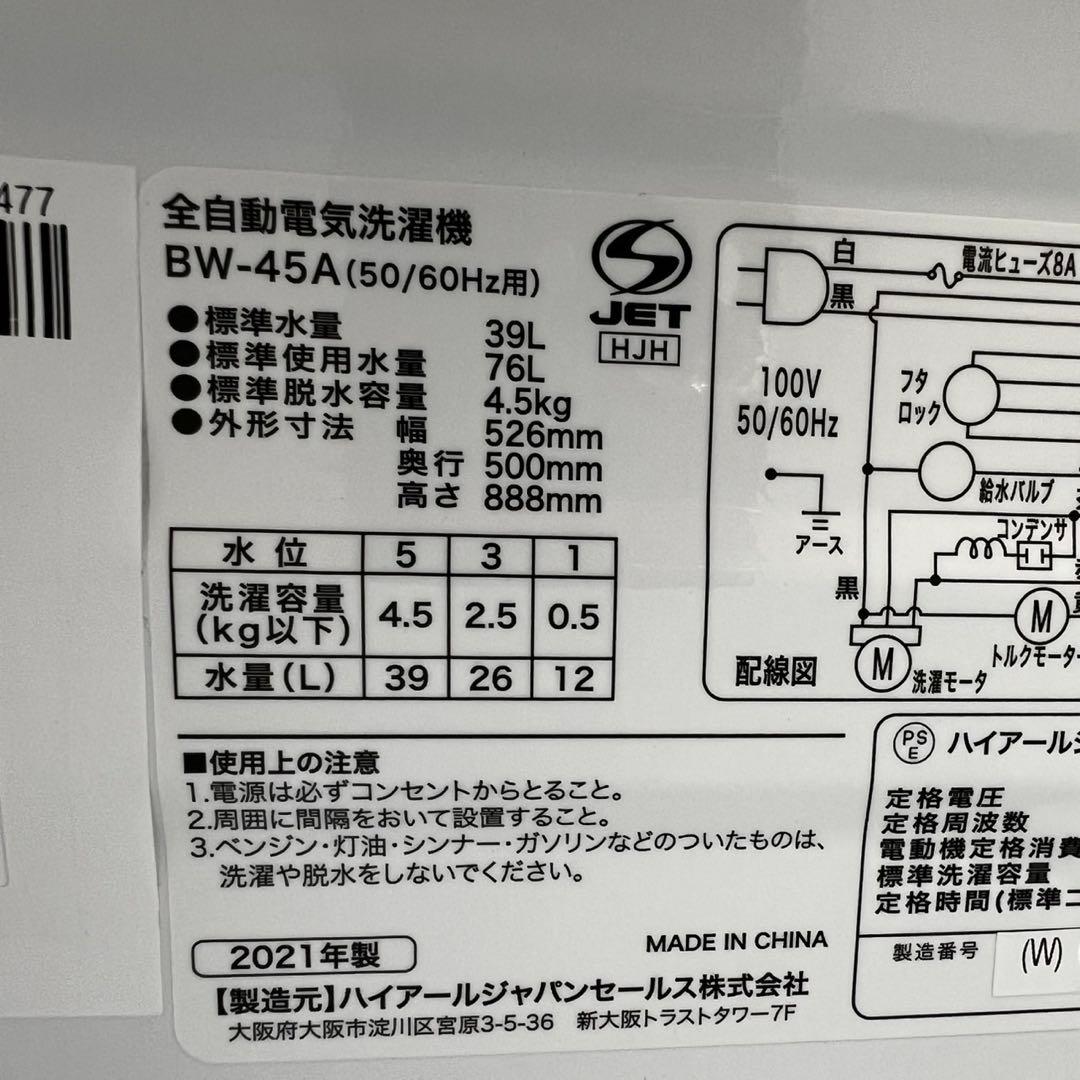 477
全自動電気洗濯機
BW-45A(50/60Hz用)
●標準水量 39L
●標準使用水量 76L
●標準脱水容量 4.5kg
●外形寸法 幅 526mm
奥行 500mm
高さ 888mm
JET
HJH
水位 5 3 1
洗濯容量(kg以下) 4.5 2.5 0.5
水量(L) 39 26 12
白
電流ヒューズ8A
黒
100V
50/60Hz
フタ
ロック
給水バルブ
アース
コンデンサ
黒
M
M
トルクモーター
洗濯モータ
配線図
■使用上の注意
1.電源は必ずコンセントからとること。
2.周囲に間隔をおいて設置すること。
3.ベンジン・灯油・シンナー・ガソリンなどのついたものは、
洗濯や脱水をしないでください。
2021年製
MADE IN CHINA
【製造元】ハイアールジャパンセールス株式会社
大阪府大阪市淀川区宮原3-5-36 新大阪トラストタワー7F
PS
E
ハイアール
定格電圧
定格周波数
電動機定格消費
標準洗濯容量
定格時間(標準
製造番号 (W)